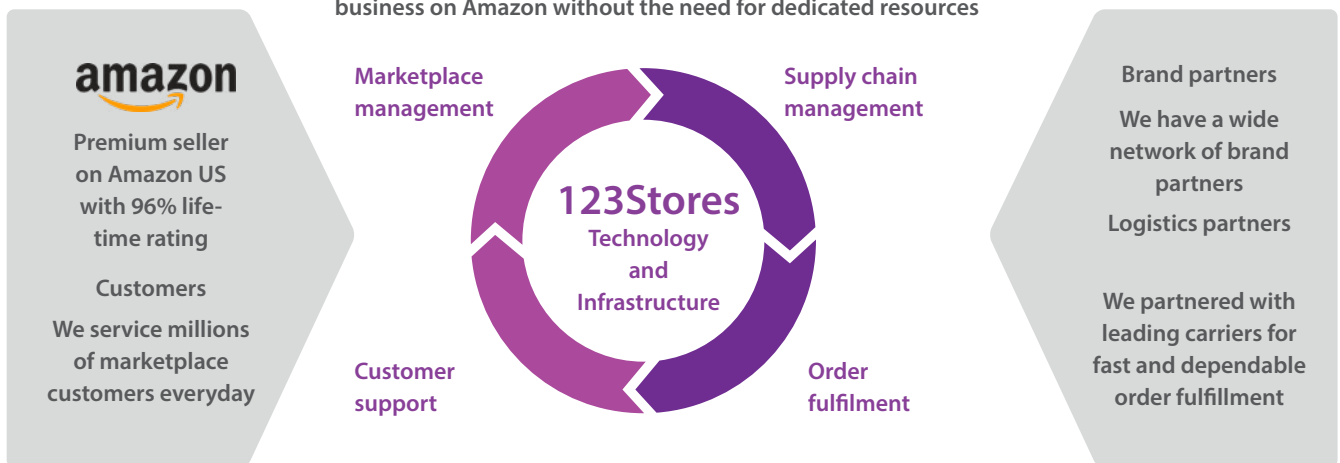 business on Amazon without the need for dedicated resources
amazon
Premium seller
on Amazon US
with 96% life-
time rating
Customers
We service millions
of marketplace
customers everyday
Marketplace
management
Supply chain
management
123Stores
Technology
and
Infrastructure
Customer
support
Order
fulfilment
Brand partners
We have a wide
network of brand
partners
Logistics partners
We partnered with
leading carriers for
fast and dependable
order fulfillment